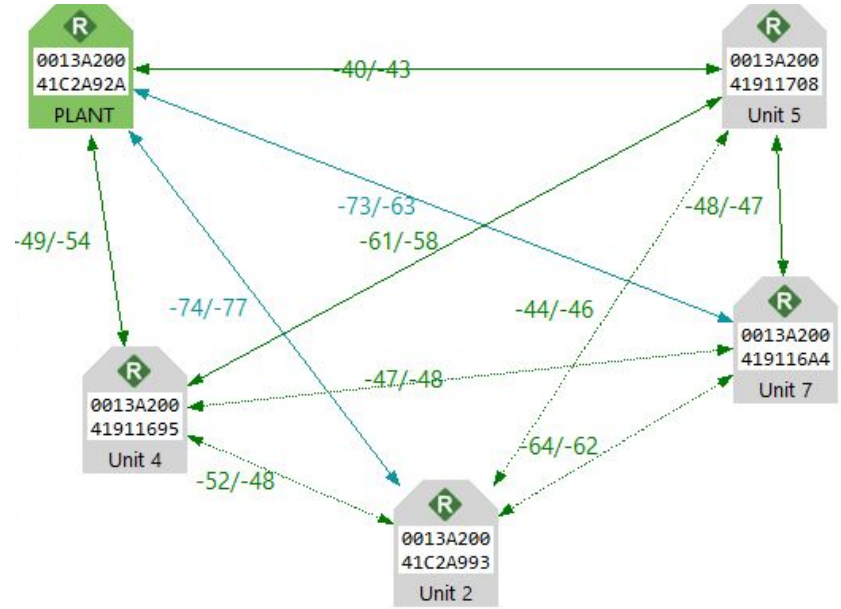 R
0013A200
41C2A92A
PLANT
R
0013A200
41911708
Unit 5
-40/-43
-73/-63
-48/-47
-49/-54
-61/-58
-74/-77
-44/-46
R
0013A200
419116A4
Unit 7
R
0013A200
41911695
Unit 4
-47/-48
-64/-62
-52/-48
R
0013A200
41C2A993
Unit 2